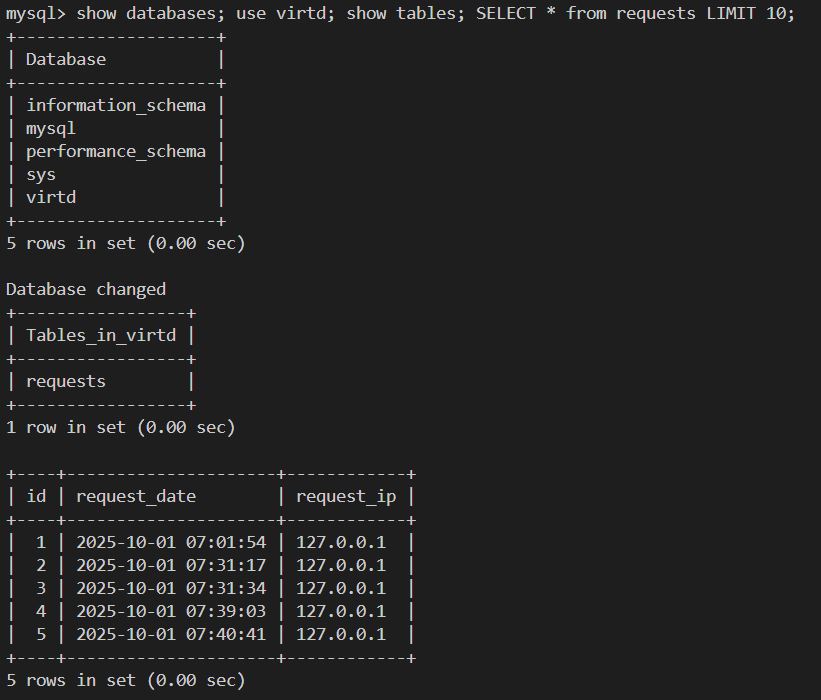 mysql> show databases; use virtd; show tables; SELECT * from requests LIMIT 10;
+--------------------+
| Database           |
+--------------------+
| information_schema |
| mysql              |
| performance_schema |
| sys                |
| virtd              |
+--------------------+
5 rows in set (0.00 sec)

Database changed
+-----------------+
| Tables_in_virtd |
+-----------------+
| requests        |
+-----------------+
1 row in set (0.00 sec)

+----+---------------------+------------+
| id | request_date        | request_ip |
+----+---------------------+------------+
|  1 | 2025-10-01 07:01:54 | 127.0.0.1  |
|  2 | 2025-10-01 07:31:17 | 127.0.0.1  |
|  3 | 2025-10-01 07:31:34 | 127.0.0.1  |
|  4 | 2025-10-01 07:39:03 | 127.0.0.1  |
|  5 | 2025-10-01 07:40:41 | 127.0.0.1  |
+----+---------------------+------------+
5 rows in set (0.00 sec)